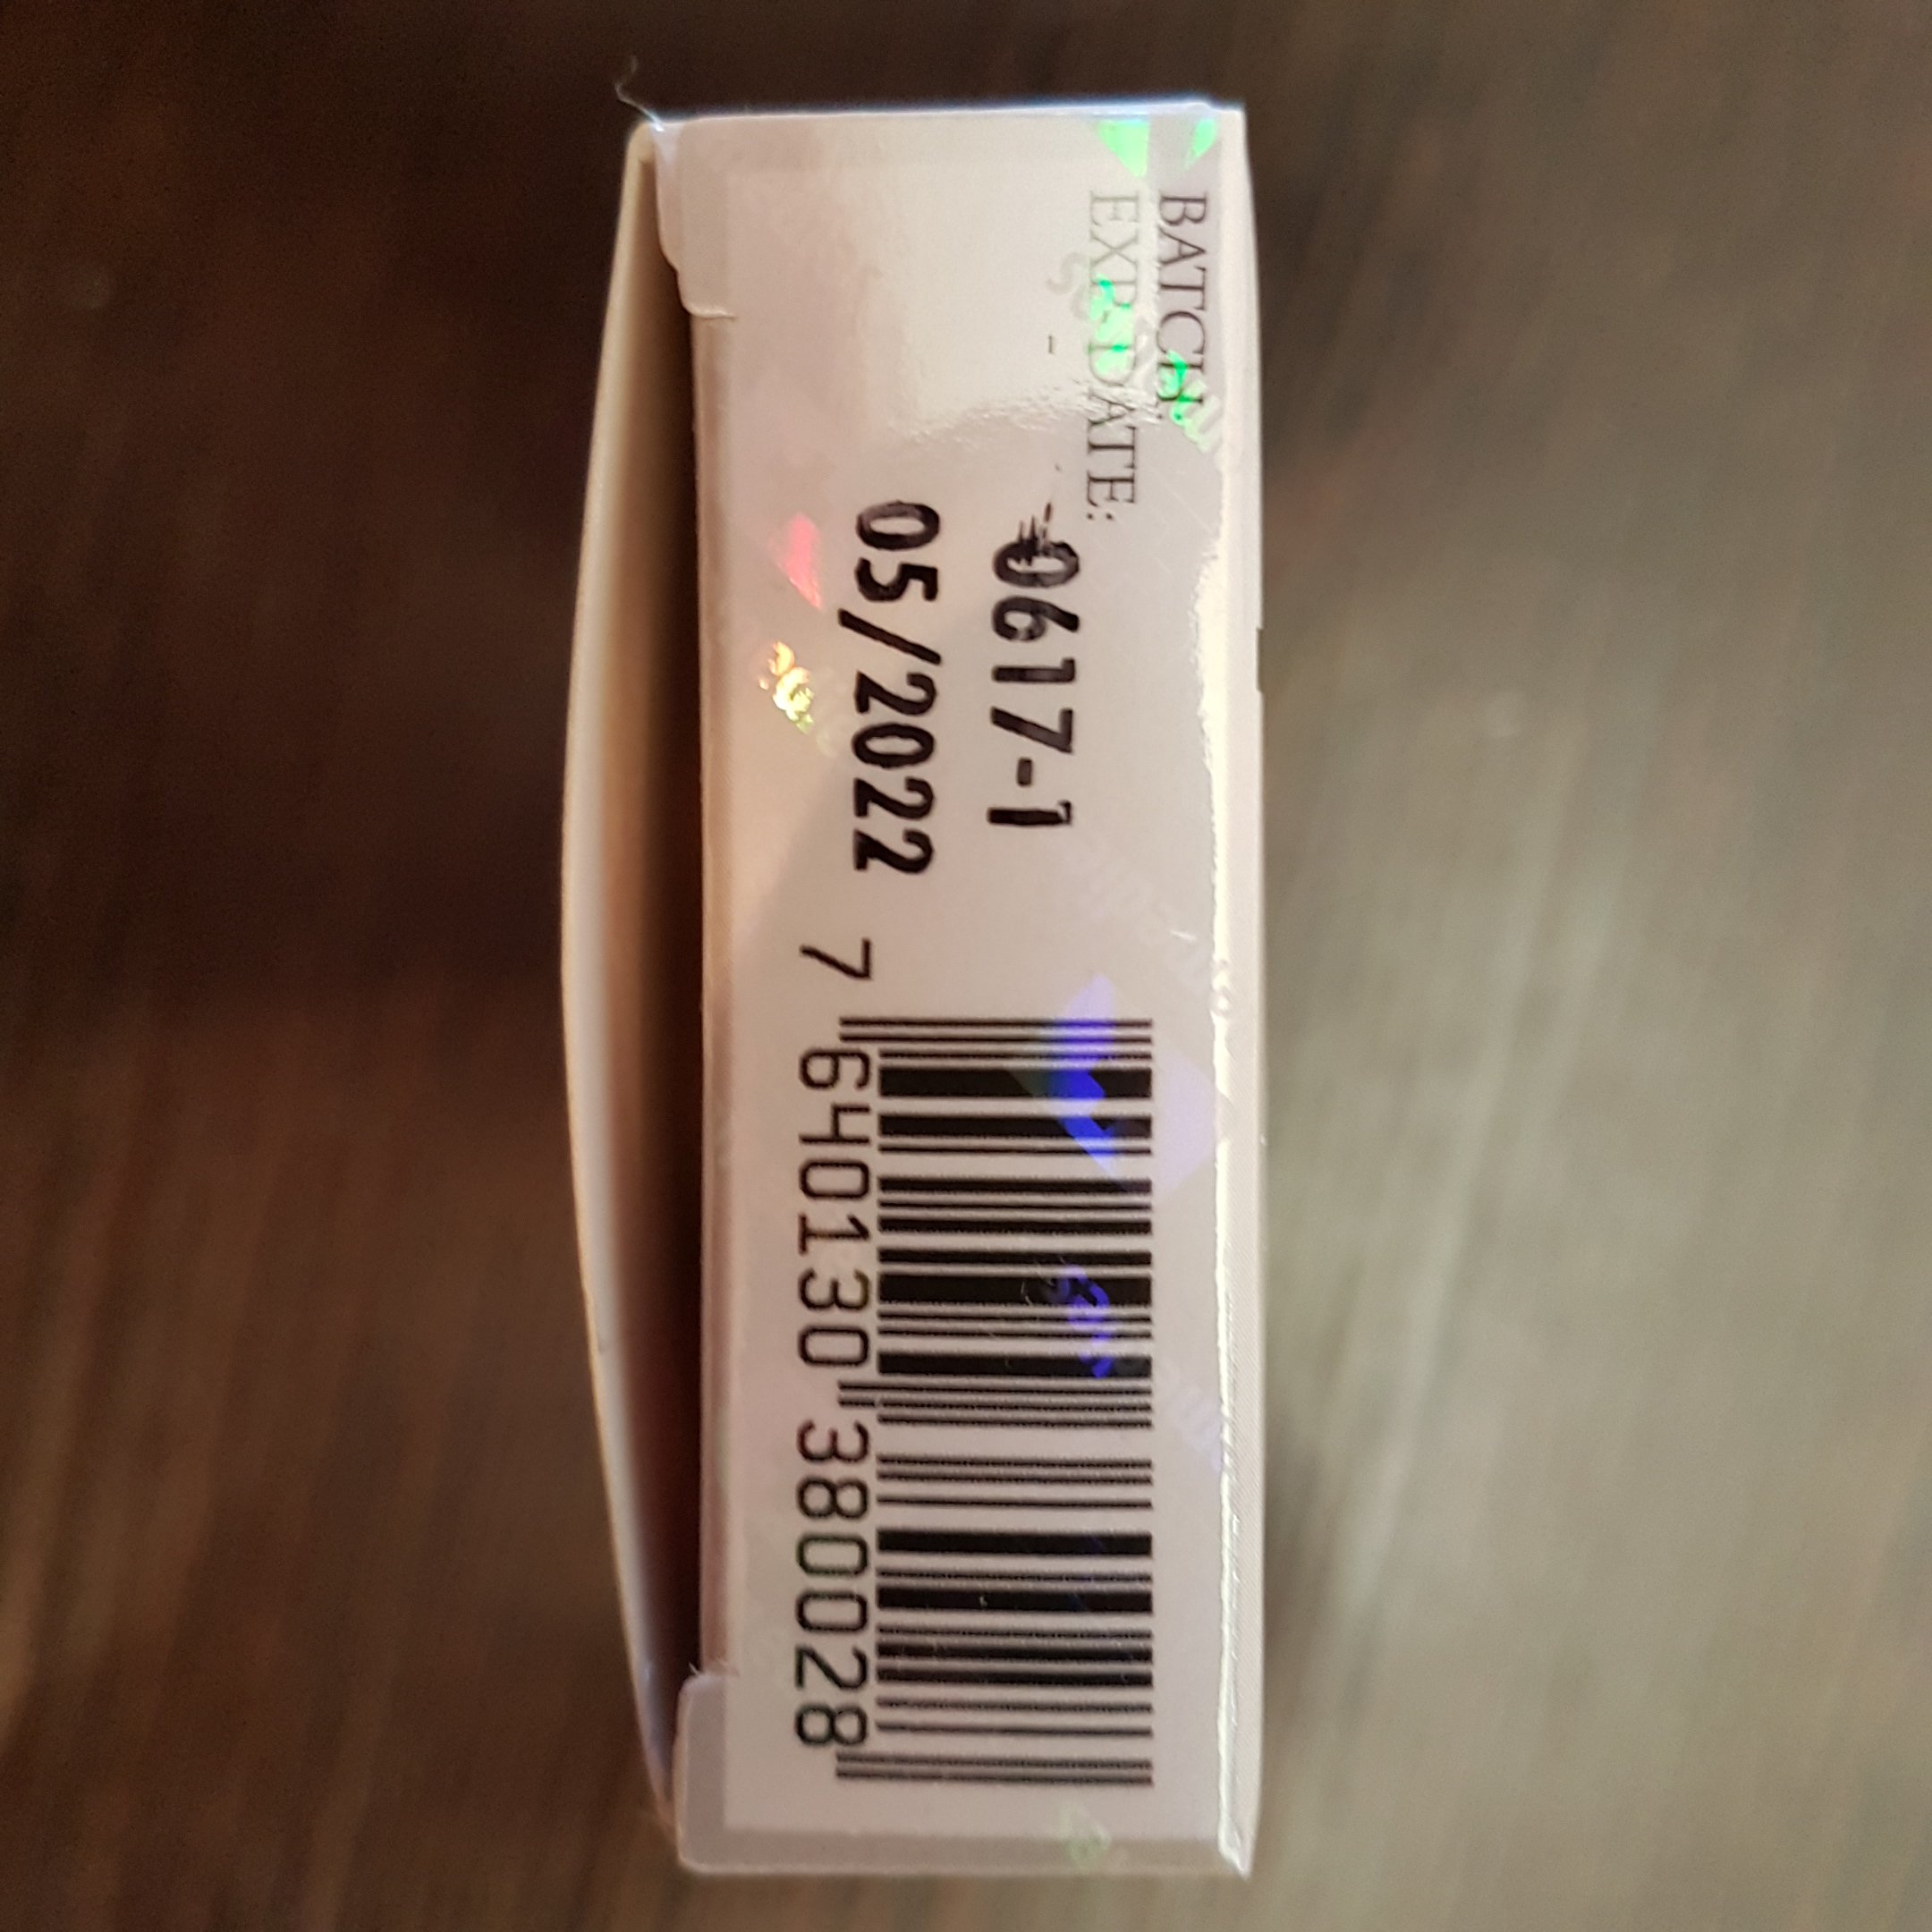 BATCH:
EXP. DATE:
0617-1
05/2022
7 640130 380028